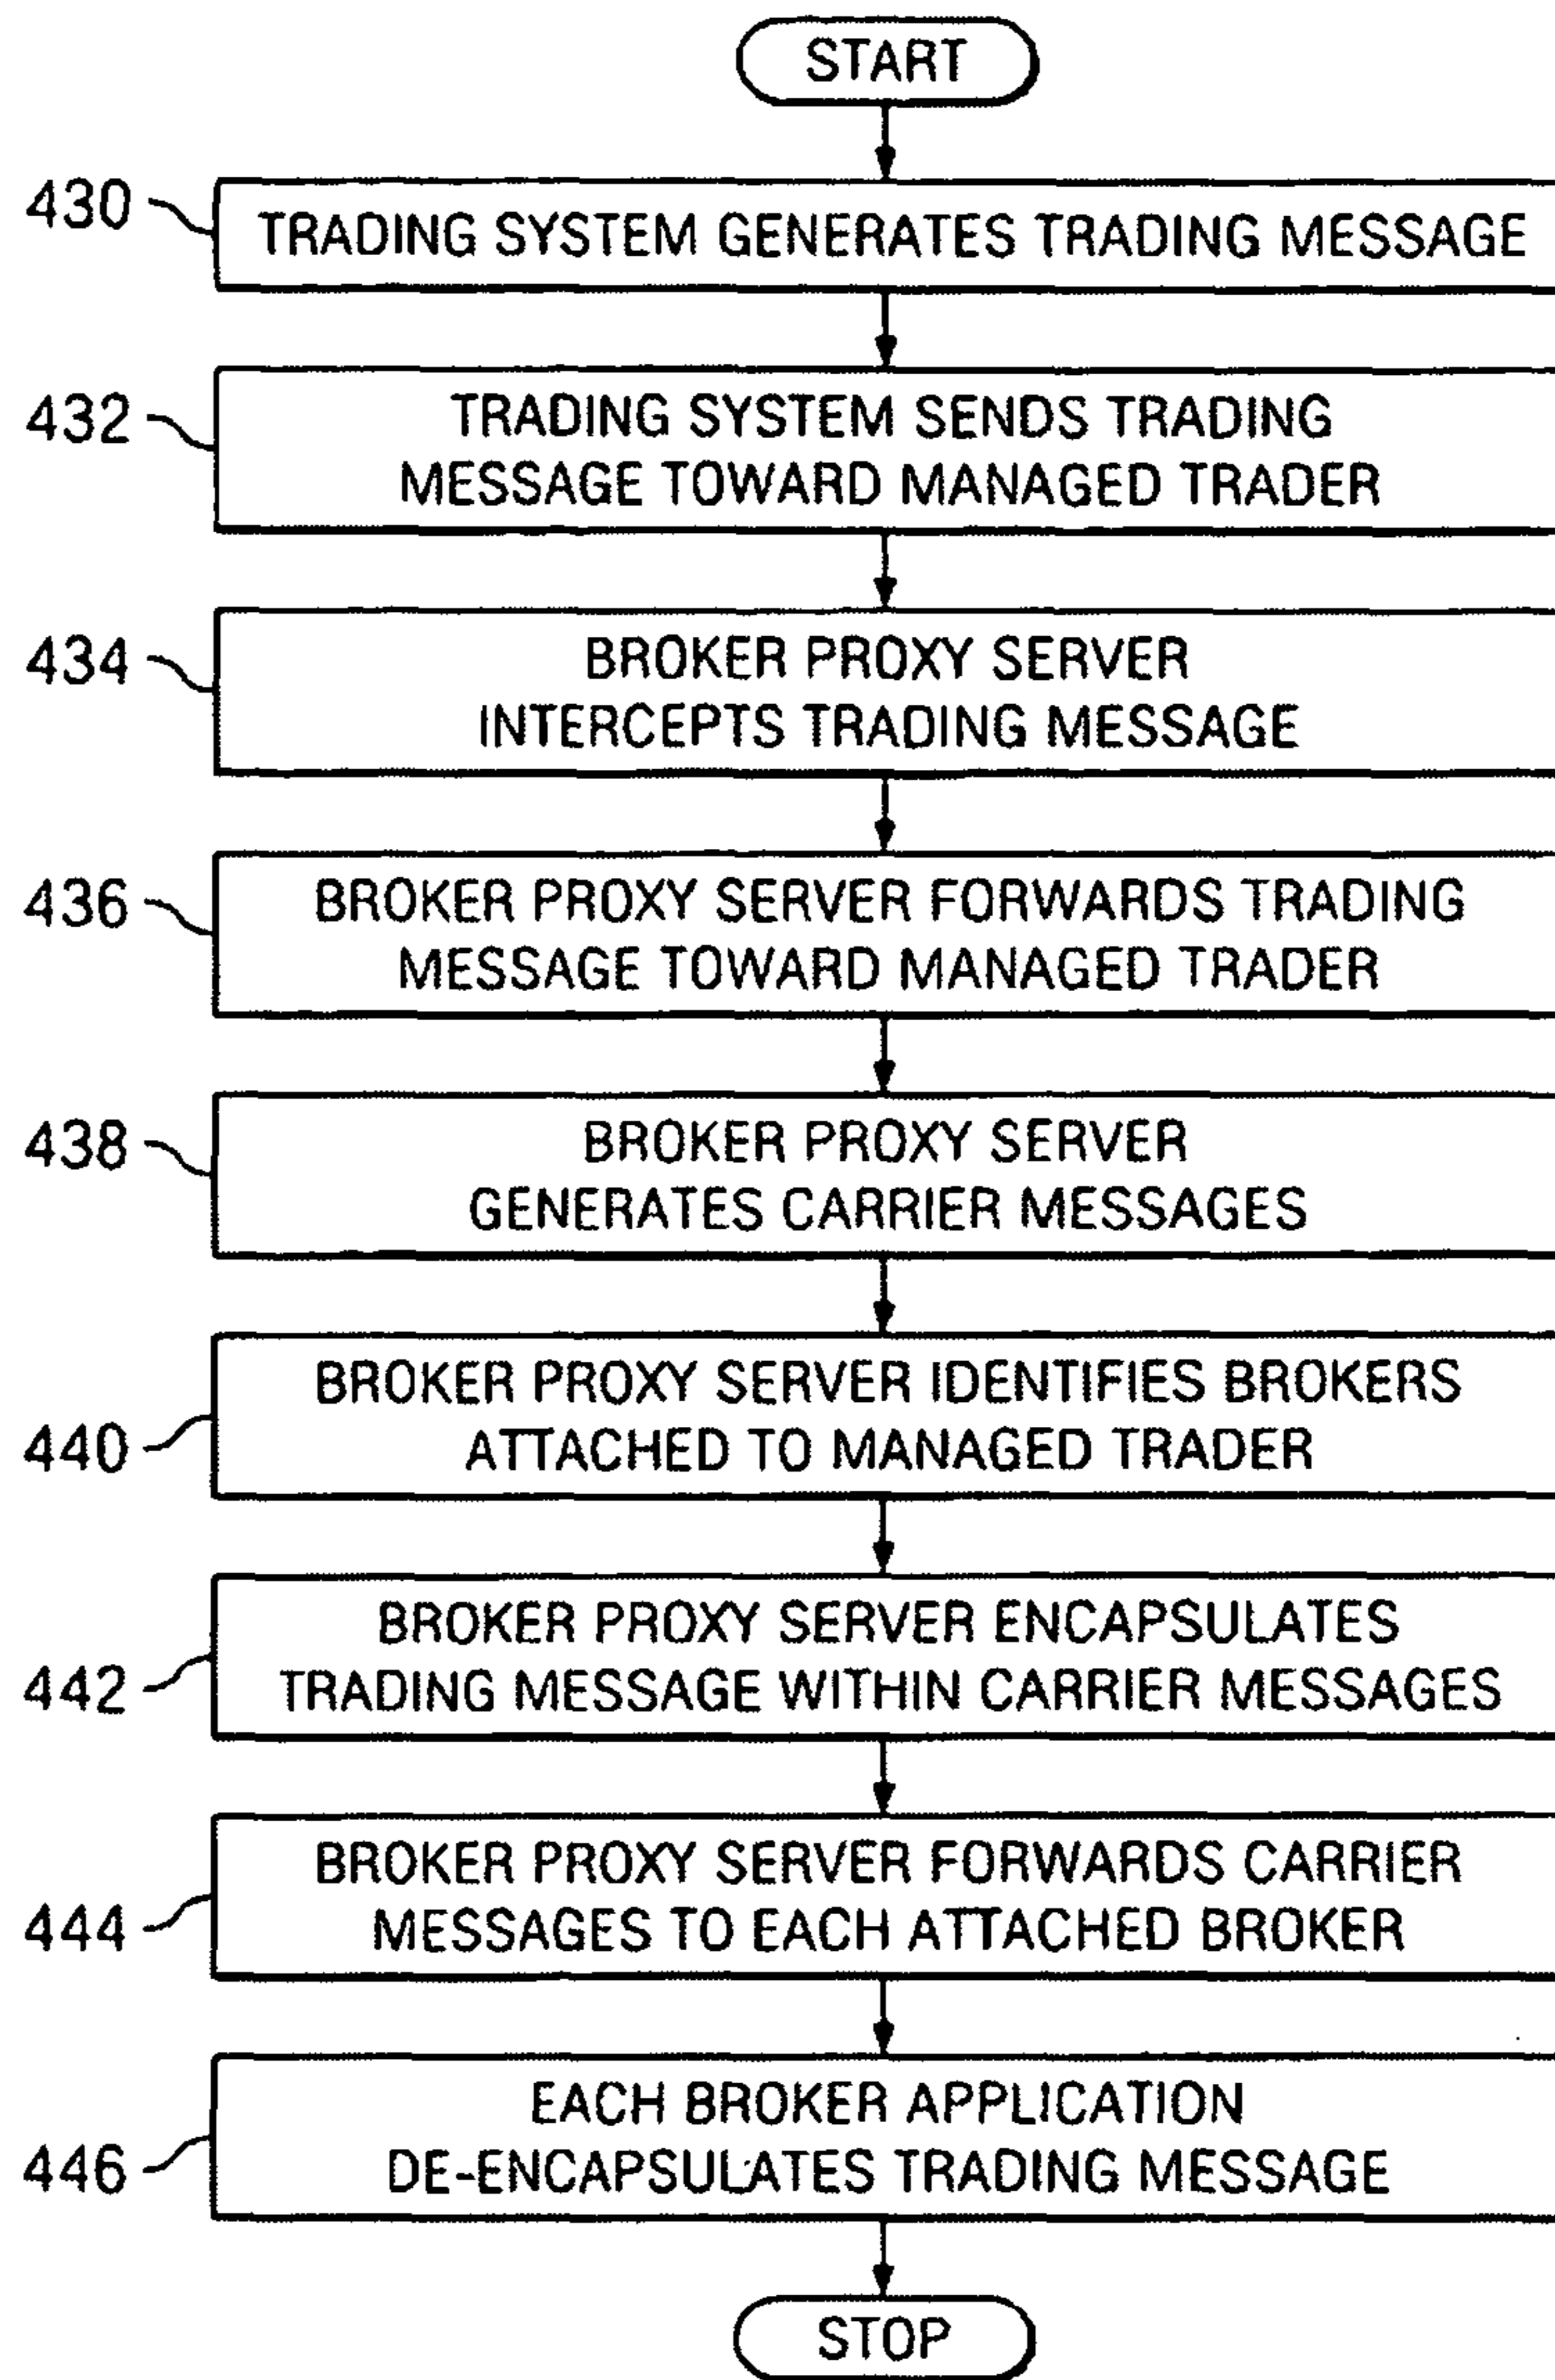 START
430
TRADING SYSTEM GENERATES TRADING MESSAGE
432
TRADING SYSTEM SENDS TRADING
MESSAGE TOWARD MANAGED TRADER
434
BROKER PROXY SERVER
INTERCEPTS TRADING MESSAGE
436
BROKER PROXY SERVER FORWARDS TRADING
MESSAGE TOWARD MANAGED TRADER
438
BROKER PROXY SERVER
GENERATES CARRIER MESSAGES
440
BROKER PROXY SERVER IDENTIFIES BROKERS
ATTACHED TO MANAGED TRADER
442
BROKER PROXY SERVER ENCAPSULATES
TRADING MESSAGE WITHIN CARRIER MESSAGES
444
BROKER PROXY SERVER FORWARDS CARRIER
MESSAGES TO EACH ATTACHED BROKER
446
EACH BROKER APPLICATION
DE-ENCAPSULATES TRADING MESSAGE
STOP